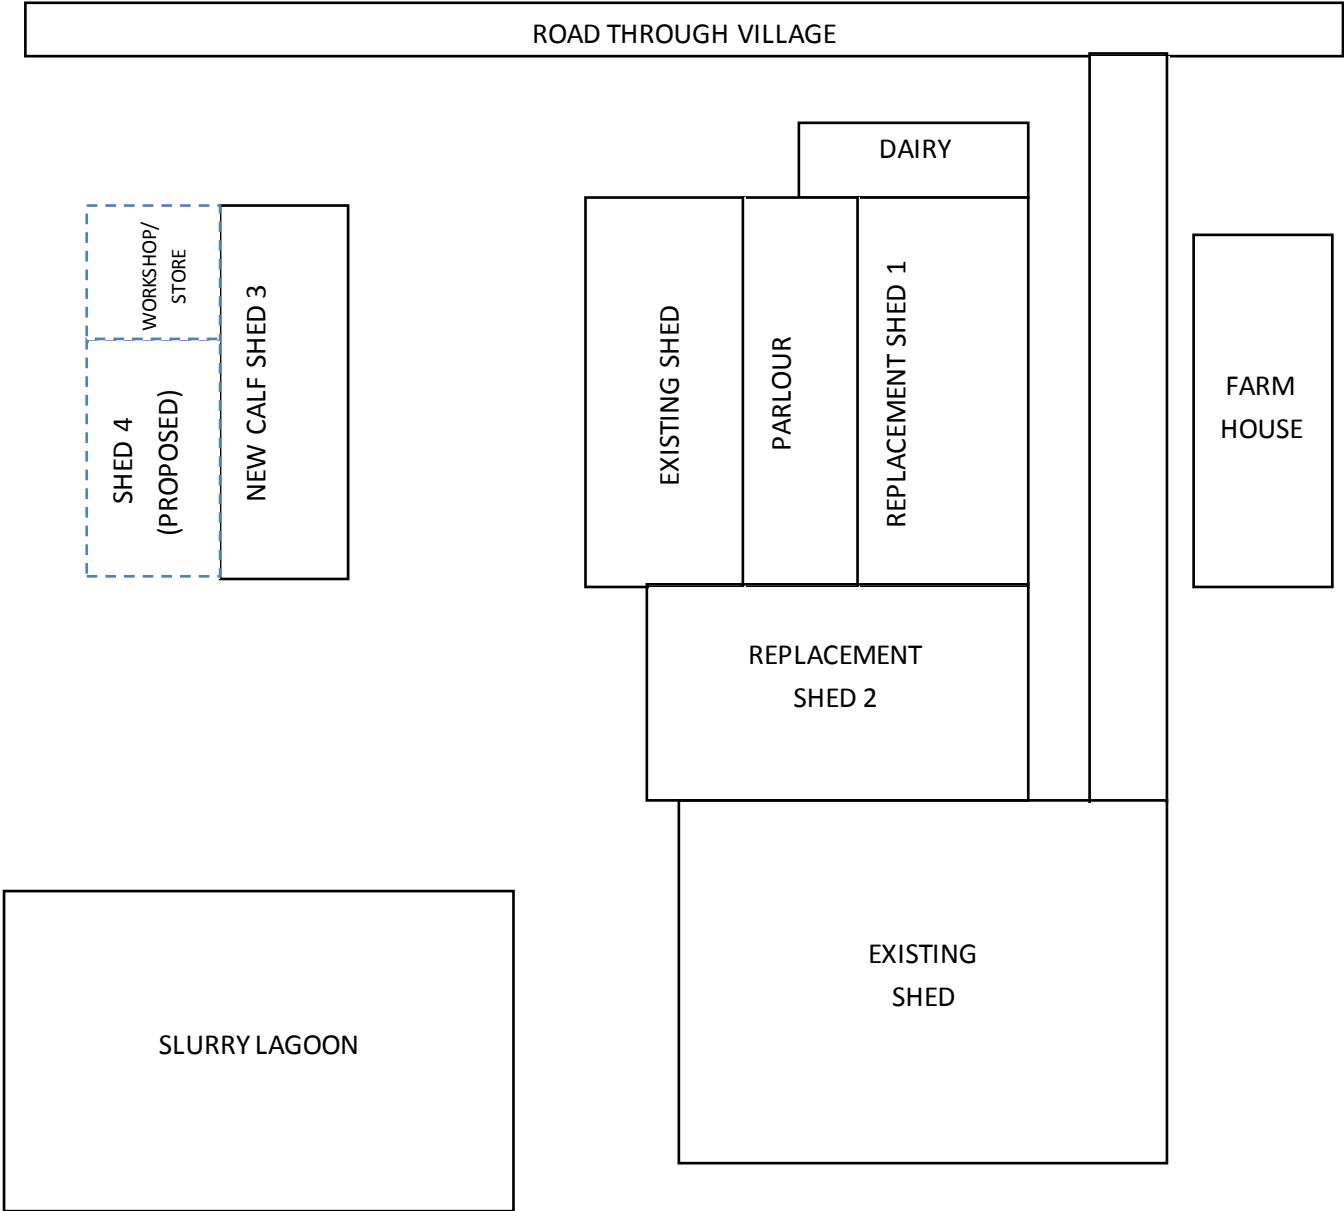 ROAD THROUGH VILLAGE
DAIRY
WORKSHOP/
STORE
SHED 4
(PROPOSED)
NEW CALF SHED 3
EXISTING SHED
PARLOUR
REPLACEMENT SHED 1
FARM
HOUSE
REPLACEMENT
SHED 2
EXISTING
SHED
SLURRY LAGOON